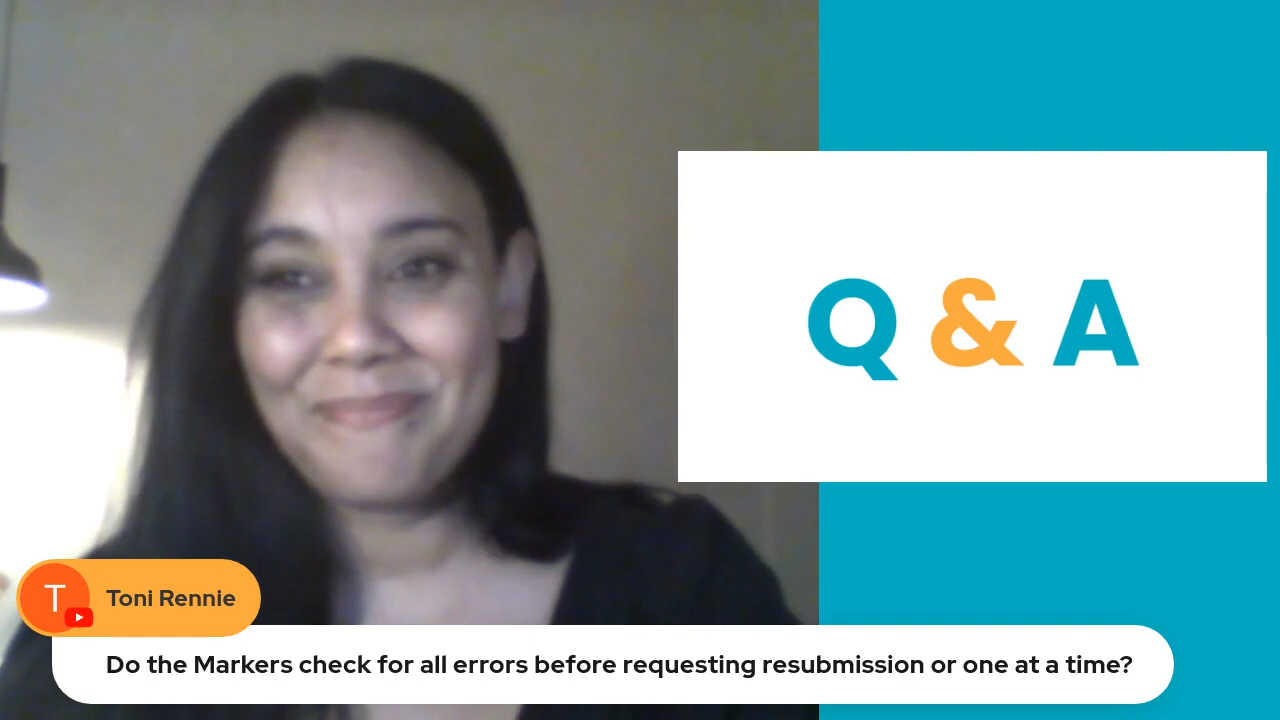 Q & A
T
Toni Rennie
Do the Markers check for all errors before requesting resubmission or one at a time?